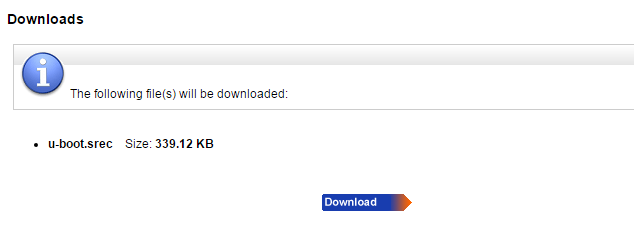 Downloads
The following file(s) will be downloaded:
u-boot.srec Size: 339.12 KB
Download